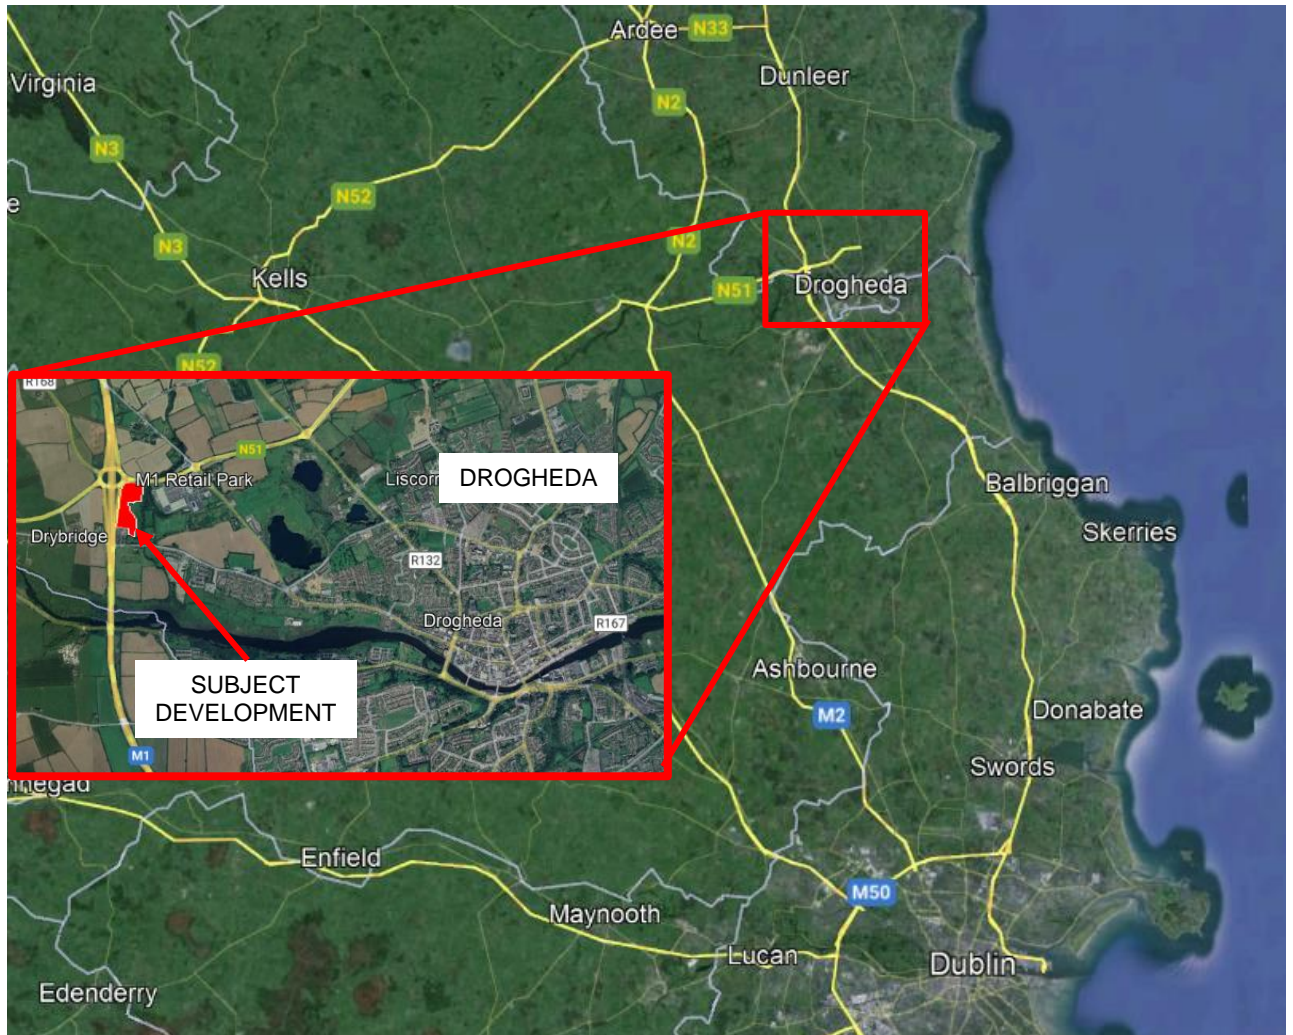 Ardee
N33
Dunleer
Virginia
N2
N3
N52
e
N3
N2
Kells
N51
Drogheda
N52
R168
N51
M1 Retail Park
Liscorr
DROGHEDA
Balbriggan
Skerries
Drybridge
R132
Drogheda
R167
SUBJECT
DEVELOPMENT
Ashbourne
M2
Donabate
M1
Swords
nnegad
Enfield
M50
Maynooth
Lucan
Dublin
Edenderry